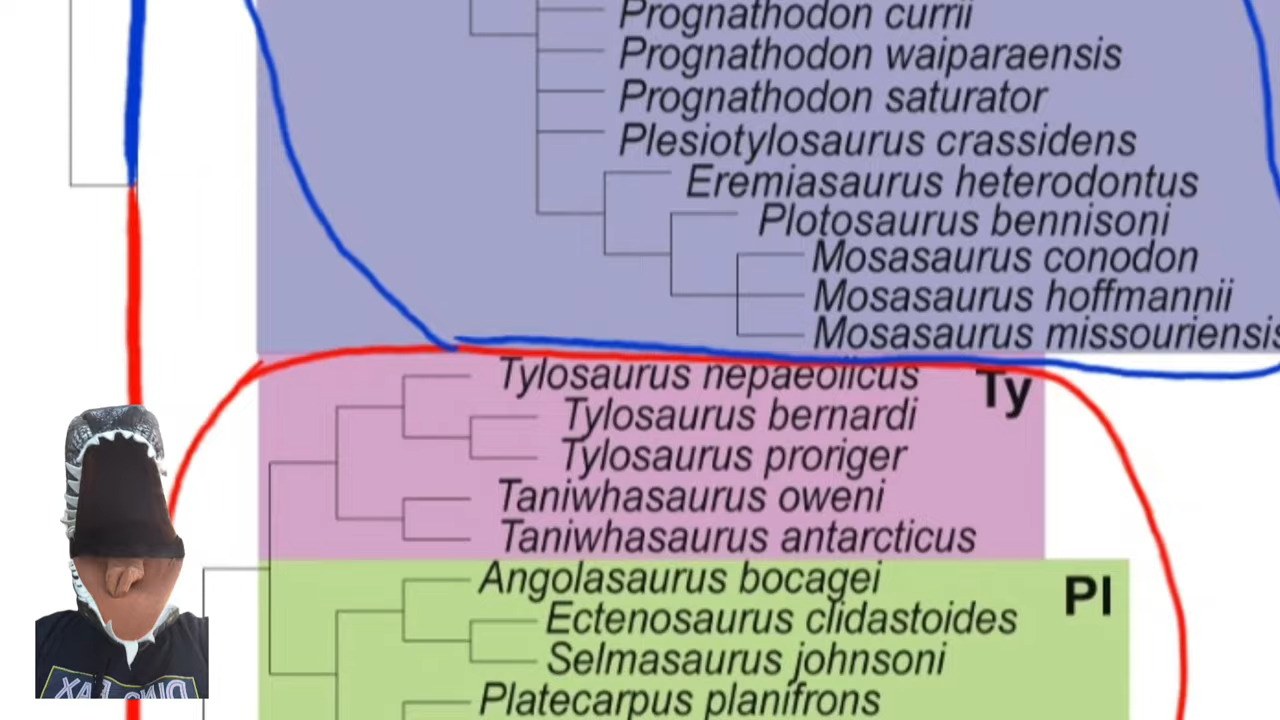 Prognathodon currii
Prognathodon waiparaensis
Prognathodon saturator
Plesiotylosaurus crassidens
Eremiasaurus heterodontus
Plotosaurus bennisoni
Mosasaurus conodon
Mosasaurus hoffmannii
Mosasaurus missouriensis
Tylosaurus nepaeolicus
Ty
Tylosaurus bernardi
Tylosaurus proriger
Taniwhasaurus oweni
Taniwhasaurus antarcticus
Angolasaurus bocagei
Pl
Ectenosaurus clidastoides
Selmasaurus johnsoni
Platecarpus planifrons